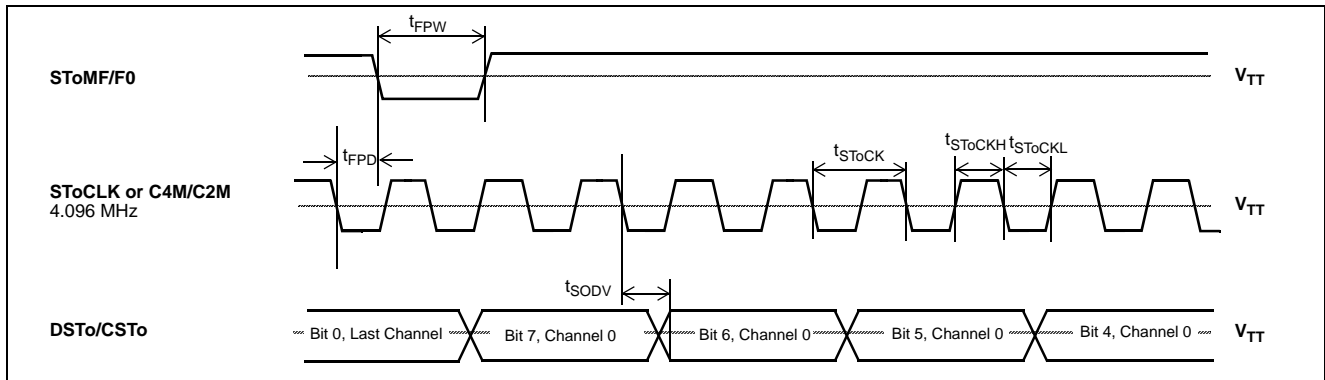 tFPW
SToMF/F0
VTT
tFPD
tSToCK
tSToCKH
tSToCKL
SToCLK or C4M/C2M
4.096 MHz
VTT
tSODV
DSTo/CSTo
Bit 0, Last Channel
Bit 7, Channel 0
Bit 6, Channel 0
Bit 5, Channel 0
Bit 4, Channel 0
VTT